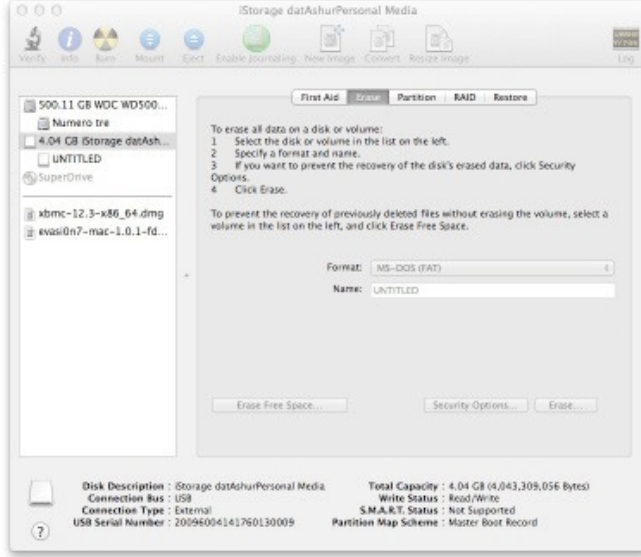 iStorage datAshurPersonal Media
Verify Info Burn Mount Eject Enable Journaling New Image Convert Resize Image Log
500.11 GB WDC WD500...
Numero tre
4.04 GB iStorage datAsh...
UNTITLED
SuperDrive
xbmc-12.3-x86_64.dmg
evasi0n7-mac-1.0.1-fd...
First Aid Erase Partition RAID Restore
To erase all data on a disk or volume:
1 Select the disk or volume in the list on the left.
2 Specify a format and name.
3 If you want to prevent the recovery of the disk's erased data, click Security
Options.
4 Click Erase.
To prevent the recovery of previously deleted files without erasing the volume, select a
volume in the list on the left, and click Erase Free Space.
Format: MS-DOS (FAT)
Name: UNTITLED
Erase Free Space... Security Options... Erase...
Disk Description : iStorage datAshurPersonal Media Total Capacity : 4.04 GB (4,043,309,056 Bytes)
Connection Bus : USB Write Status : Read/Write
Connection Type : External S.M.A.R.T. Status : Not Supported
USB Serial Number : 20096004141760130009 Partition Map Scheme : Master Boot Record
?